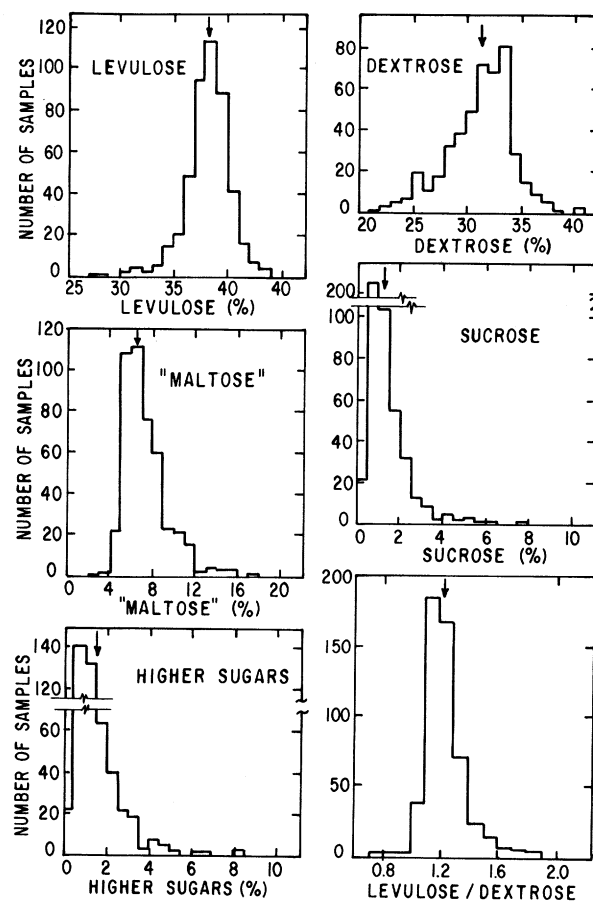 NUMBER OF SAMPLES
120
100
80
60
40
20
0
LEVULOSE
25 30 35 40 40
LEVULOSE (%)
80
60
40
20
0
DEXTROSE
20 25 30 35 40
DEXTROSE (%)
NUMBER OF SAMPLES
120
100
80
60
40
20
0
"MALTOSE"
0 4 8 12 16 20
"MALTOSE" (%)
200
100
80
60
40
20
0
SUCROSE
2 4 6 8 10
SUCROSE (%)
NUMBER OF SAMPLES
140
120
60
40
20
0
HIGHER SUGARS
0 2 4 6 8 10
HIGHER SUGARS (%)
200
150
100
50
0
0.8 1.2 1.6 2.0
LEVULOSE / DEXTROSE